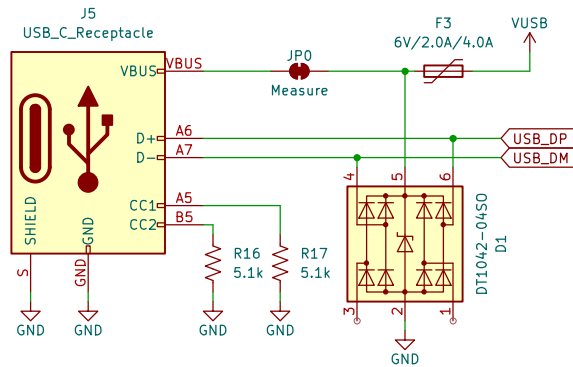 J5
USB_C_Receptacle
F3
6V/2.0A/4.0A
VUSB
VBUS
VBUS
JP0
Measure
D+
A6
USB_DP
D-
A7
USB_DM
4
5
6
CC1
A5
CC2
B5
SHIELD
GND
R16
5.1k
R17
5.1k
DT1042-04SO
D1
S
GND
3
2
1
GND
GND
GND
GND
GND